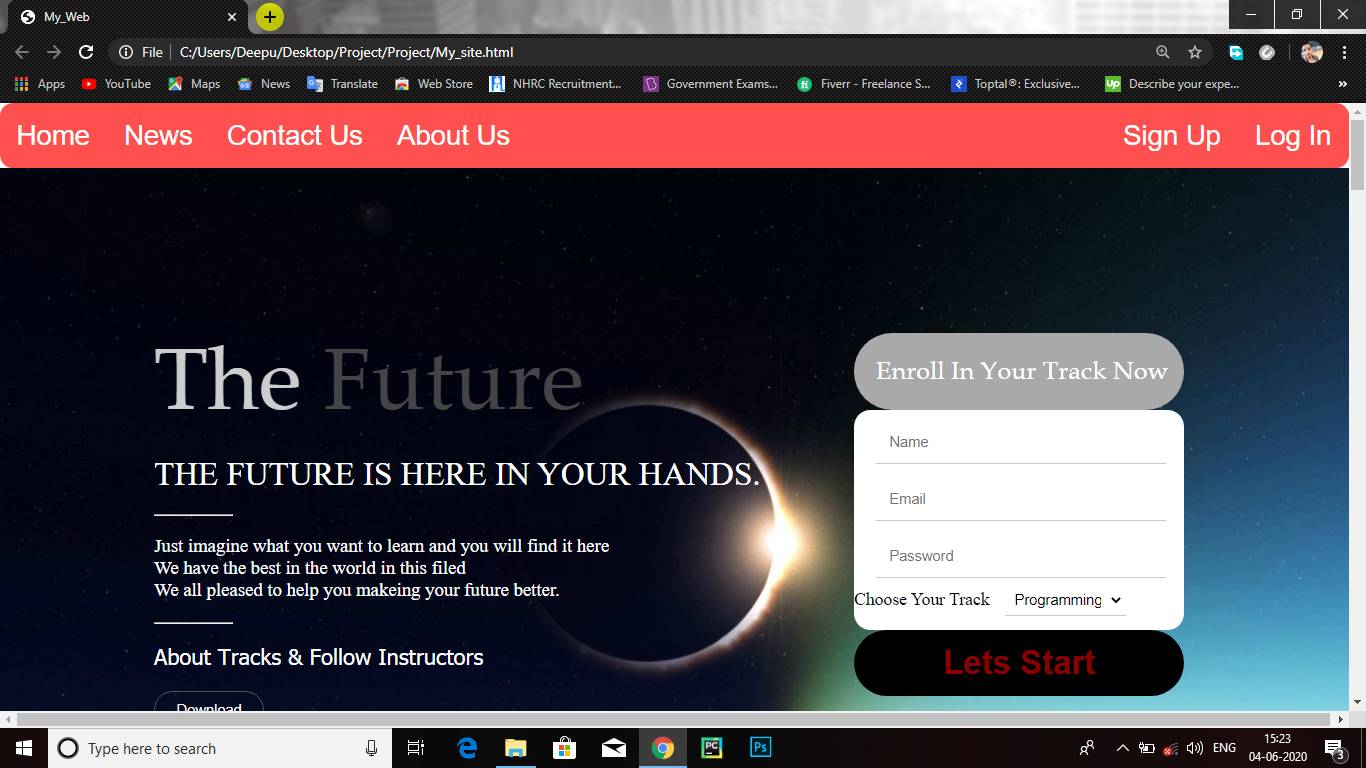 My_Web
File C:/Users/Deepu/Desktop/Project/Project/My_site.html
Apps YouTube Maps News Translate Web Store NHRC Recruitment... Government Exams... Fiverr - Freelance S... Toptal®: Exclusive... Up Describe your expe... »
Home News Contact Us About Us Sign Up Log In
The Future
Enroll In Your Track Now
Name
THE FUTURE IS HERE IN YOUR HANDS.
Email
Just imagine what you want to learn and you will find it here
We have the best in the world in this filed
We all pleased to help you makeing your future better.
Password
Choose Your Track Programming
About Tracks & Follow Instructors
Lets Start
Download
Type here to search
PC
Ps
ENG
15:23
04-06-2020
3